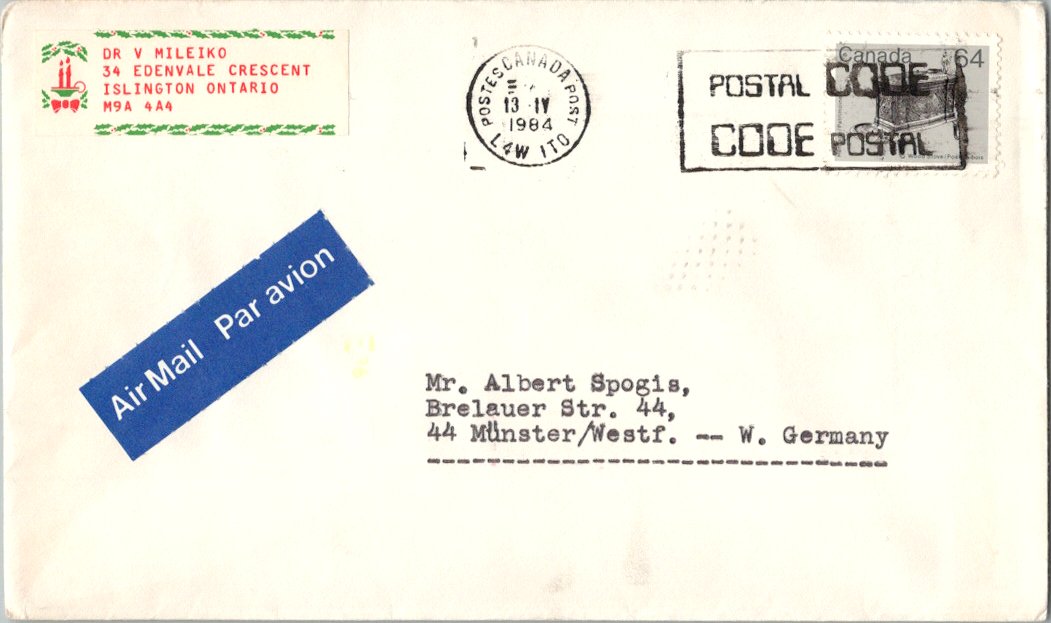 DR V MILEIKO
34 EDENVALE CRESCENT
ISLINGTON ONTARIO
M9A 4A4
POSTES CANADA POST
13 IV
1984
L4W 1T0
POSTAL CODE
CODE POSTAL
Canada 64
Air Mail Par avion
Mr. Albert Spogis,
Brelauer Str. 44,
44 Münster/Westf. -- W. Germany